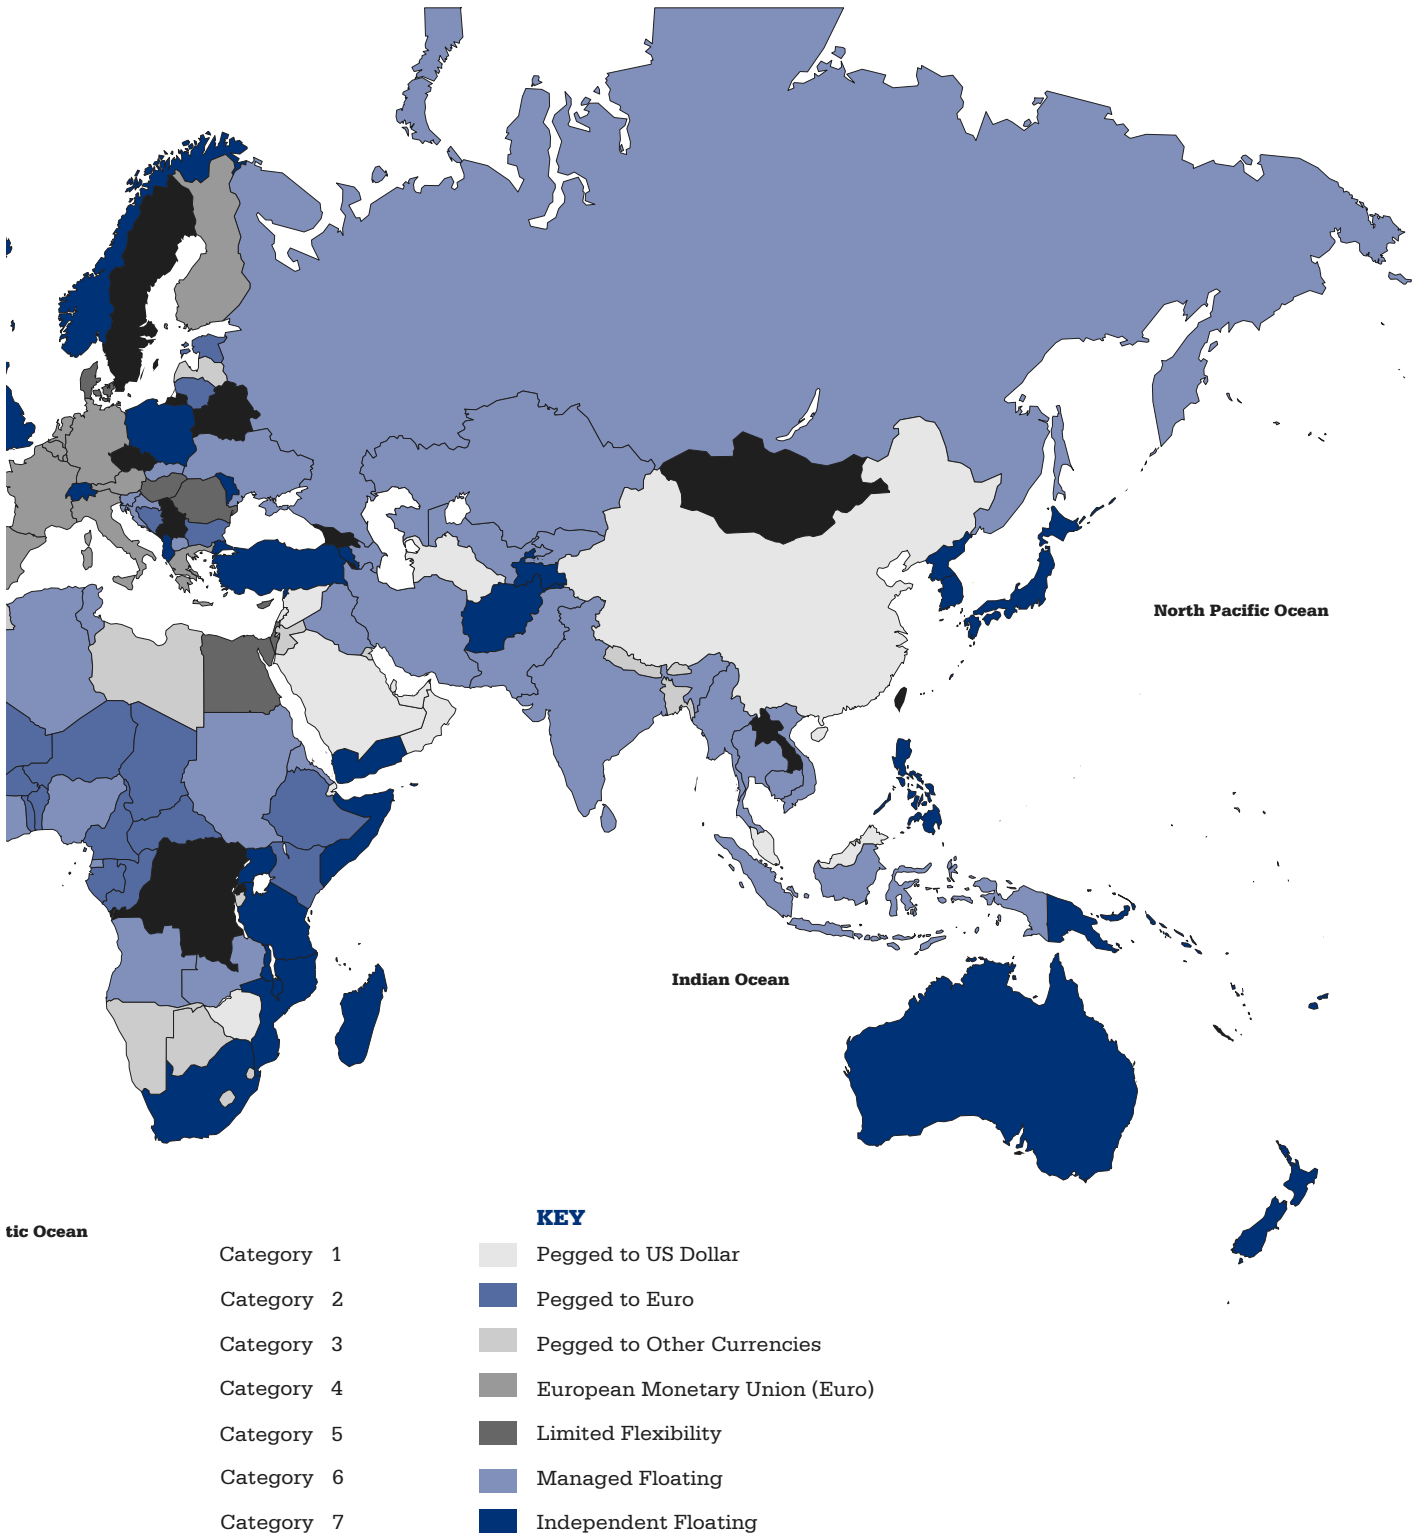 North Pacific Ocean
Indian Ocean
tic Ocean
KEY
Category 1 Pegged to US Dollar
Category 2 Pegged to Euro
Category 3 Pegged to Other Currencies
Category 4 European Monetary Union (Euro)
Category 5 Limited Flexibility
Category 6 Managed Floating
Category 7 Independent Floating